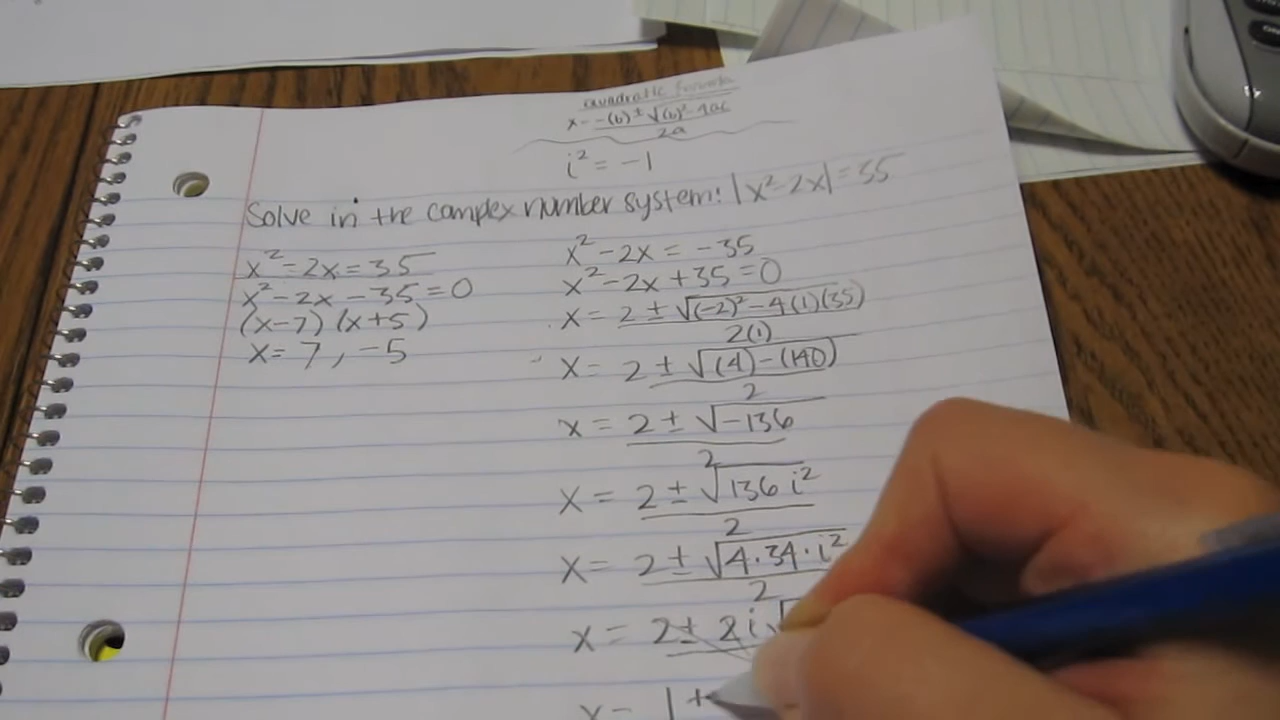 quadratic formula
x = -(b) ± √(b)² - 4ac
2a
i² = -1
Solve in the complex number system: |x² - 2x| = 35
x² - 2x = 35
x² - 2x - 35 = 0
(x-7) (x+5)
x = 7, -5
x² - 2x = -35
x² - 2x + 35 = 0
x = 2 ± √(-2)² - 4(1)(35)
2(1)
x = 2 ± √(4) - (140)
2
x = 2 ± √-136
2
x = 2 ± √136 i²
2
x = 2 ± √4·34·i²
2
x = 2 ± 2i√
x = 1 +